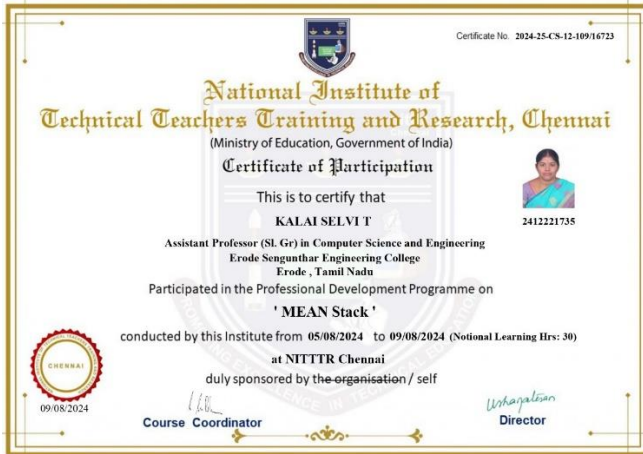 Certificate No. 2024-25-CS-12-109/16723
National Institute of
Technical Teachers Training and Research, Chennai
(Ministry of Education, Government of India)
Certificate of Participation
This is to certify that
KALAI SELVI T
2412221735
Assistant Professor (Sl. Gr) in Computer Science and Engineering
Erode Sengunthar Engineering College
Erode , Tamil Nadu
Participated in the Professional Development Programme on
' MEAN Stack '
conducted by this Institute from 05/08/2024 to 09/08/2024 (Notional Learning Hrs: 30)
at NITTTR Chennai
duly sponsored by the organisation / self
CHENNAI
09/08/2024
Course Coordinator
Director